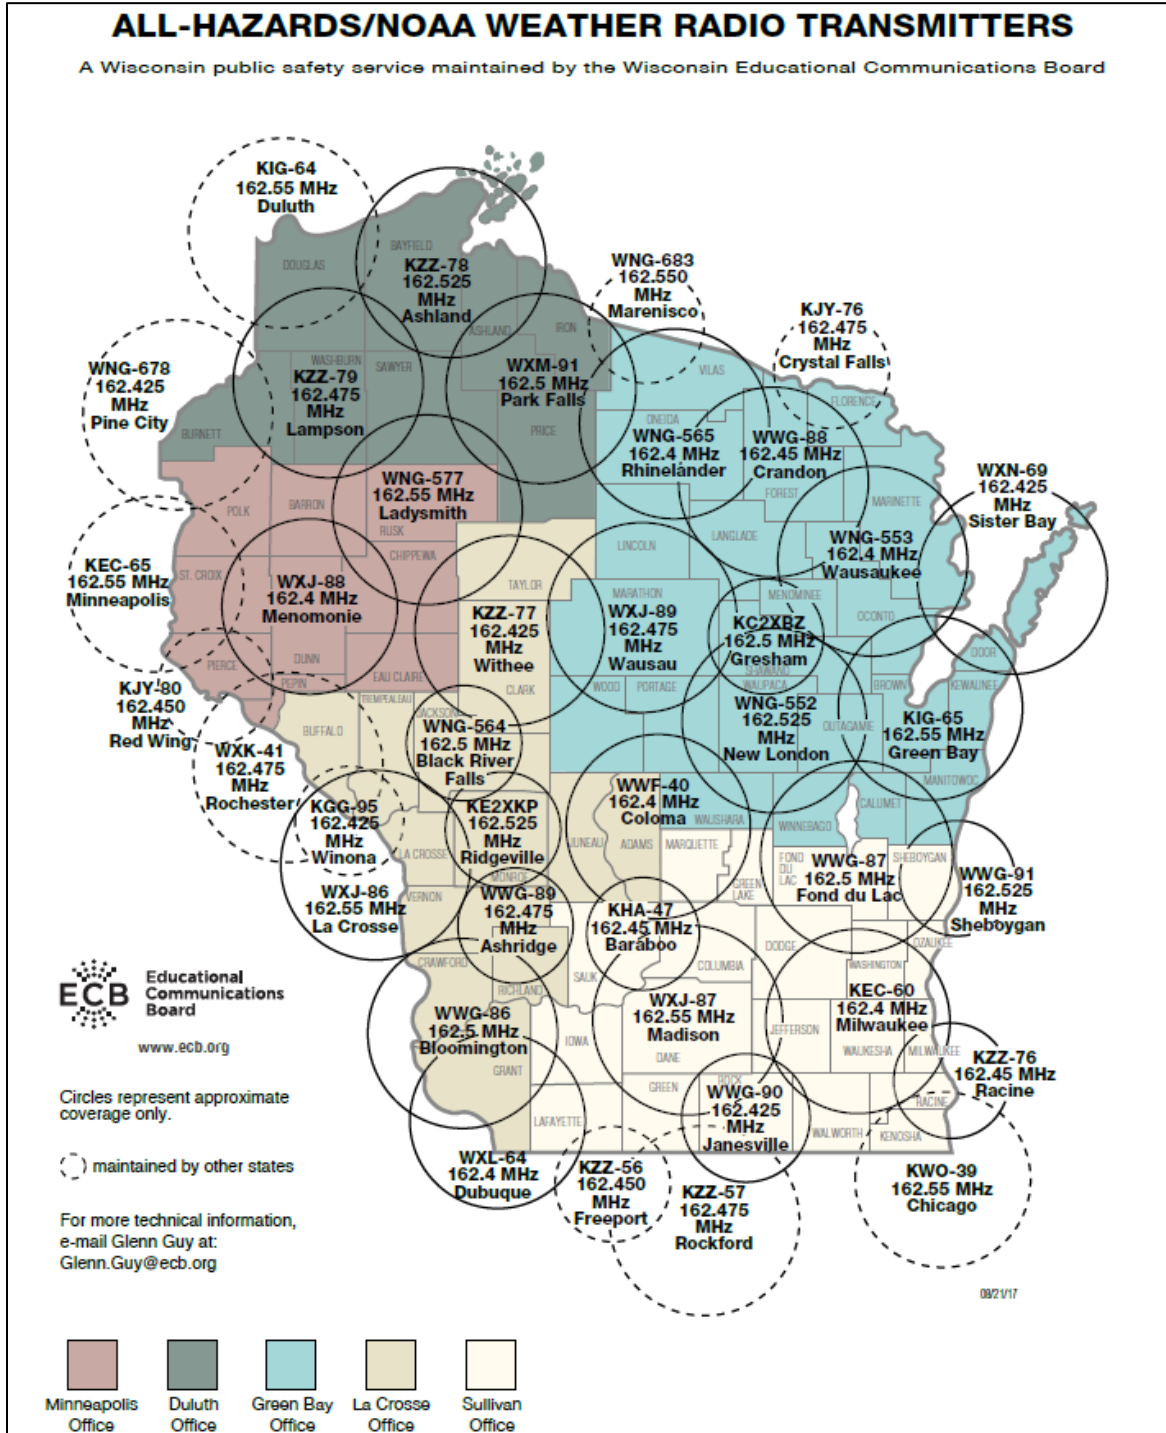 ALL-HAZARDS/NOAA WEATHER RADIO TRANSMITTERS
A Wisconsin public safety service maintained by the Wisconsin Educational Communications Board
KIG-64
162.55 MHz
Duluth
BAYFIELD
DOUGLAS
KZZ-78
162.525
MHz
Ashland
ASHLAND
IRON
WNG-683
162.550
MHz
Marenisco
KJY-76
162.475
MHz
Crystal Falls
WNG-678
162.425
MHz
Pine City
WASHBURN
SAWYER
KZZ-79
162.475
MHz
Lampson
WXM-91
162.5 MHz
Park Falls
VILAS
FLORENCE
BURNETT
PRICE
ONEIDA
WNG-565
162.4 MHz
Rhinelander
WWG-88
162.45 MHz
Crandon
FOREST
MARINETTE
WXN-69
162.425
MHz
Sister Bay
POLK
BARRON
WNG-577
162.55 MHz
Ladysmith
RUSK
CHIPPEWA
LINCOLN
LANGLADE
WNG-553
162.4 MHz
Wausaukee
KEC-65
162.55 MHz
Minneapolis
ST. CROIX
WXJ-88
162.4 MHz
Menomonie
TAYLOR
MARATHON
MENOMINEE
OCONTO
KZZ-77
162.425
MHz
Withee
WXJ-89
162.475
MHz
Wausau
KC2XBZ
162.5 MHz
Gresham
SHAWANO
WAUPACA
DOOR
PIERCE
DUNN
PEPIN
EAU CLAIRE
CLARK
WOOD
PORTAGE
BROWN
KEWAUNEE
KJY-80
162.450
MHz
Red Wing
TREMPEALEAU
JACKSON
BUFFALO
WNG-564
162.5 MHz
Black River
Falls
WNG-552
162.525
MHz
New London
OUTAGAMIE
KIG-65
162.55 MHz
Green Bay
MANITOWOC
WXK-41
162.475
MHz
Rochester
KGG-95
162.425
MHz
Winona
KE2XKP
162.525
MHz
Ridgeville
WWF-40
162.4 MHz
Coloma
WAUSHARA
WINNEBAGO
CALUMET
LA CROSSE
MONROE
JUNEAU
ADAMS
MARQUETTE
GREEN
LAKE
FOND
DU
LAC
SHEBOYGAN
WWG-87
162.5 MHz
Fond du Lac
WWG-91
162.525
MHz
Sheboygan
WXJ-86
162.55 MHz
La Crosse
VERNON
WWG-89
162.475
MHz
Ashridge
KHA-47
162.45 MHz
Baraboo
DODGE
OZAUKEE
WASHINGTON
CRAWFORD
RICHLAND
SAUK
COLUMBIA
ECB
Educational
Communications
Board
www.ecb.org
WWG-86
162.5 MHz
Bloomington
GRANT
IOWA
WXJ-87
162.55 MHz
Madison
DANE
JEFFERSON
KEC-60
162.4 MHz
Milwaukee
WAUKESHA
MILWAUKEE
KZZ-76
162.45 MHz
Racine
RACINE
Circles represent approximate
coverage only.
LAFAYETTE
GREEN
ROCK
WWG-90
162.425
MHz
Janesville
WALWORTH
KENOSHA
maintained by other states
WXL-64
162.4 MHz
Dubuque
KZZ-56
162.450
MHz
Freeport
KZZ-57
162.475
MHz
Rockford
KWO-39
162.55 MHz
Chicago
For more technical information,
e-mail Glenn Guy at:
Glenn.Guy@ecb.org
08/21/17
Minneapolis
Office
Duluth
Office
Green Bay
Office
La Crosse
Office
Sullivan
Office